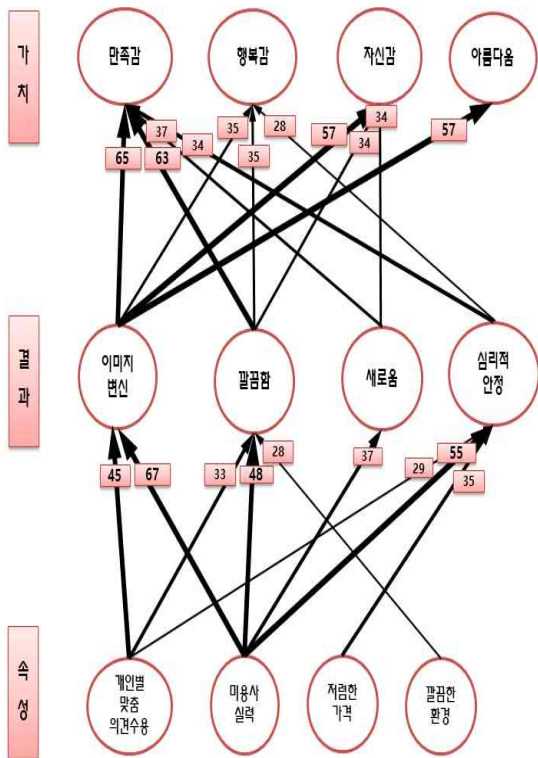 가
치
만족감
행복감
자신감
아름다움
37
34
35
28
57
34
57
65
63
35
34
결
과
이미지
변신
깔끔함
새로움
심리적
안정
45
67
33
48
28
37
29
55
35
속
성
개인별
맞춤
의견수용
미용사
실력
저렴한
가격
깔끔한
환경